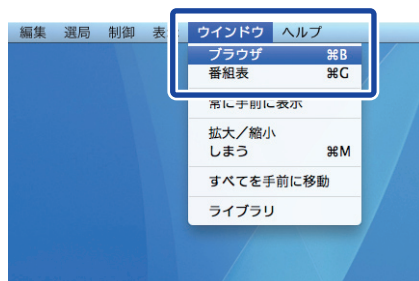 編集 選局 制御 表 ウインドウ ヘルプ
ブラウザ ⌘B
番組表 ⌘G
常に手前に表示
拡大／縮小
しまう ⌘M
すべてを手前に移動
ライブラリ